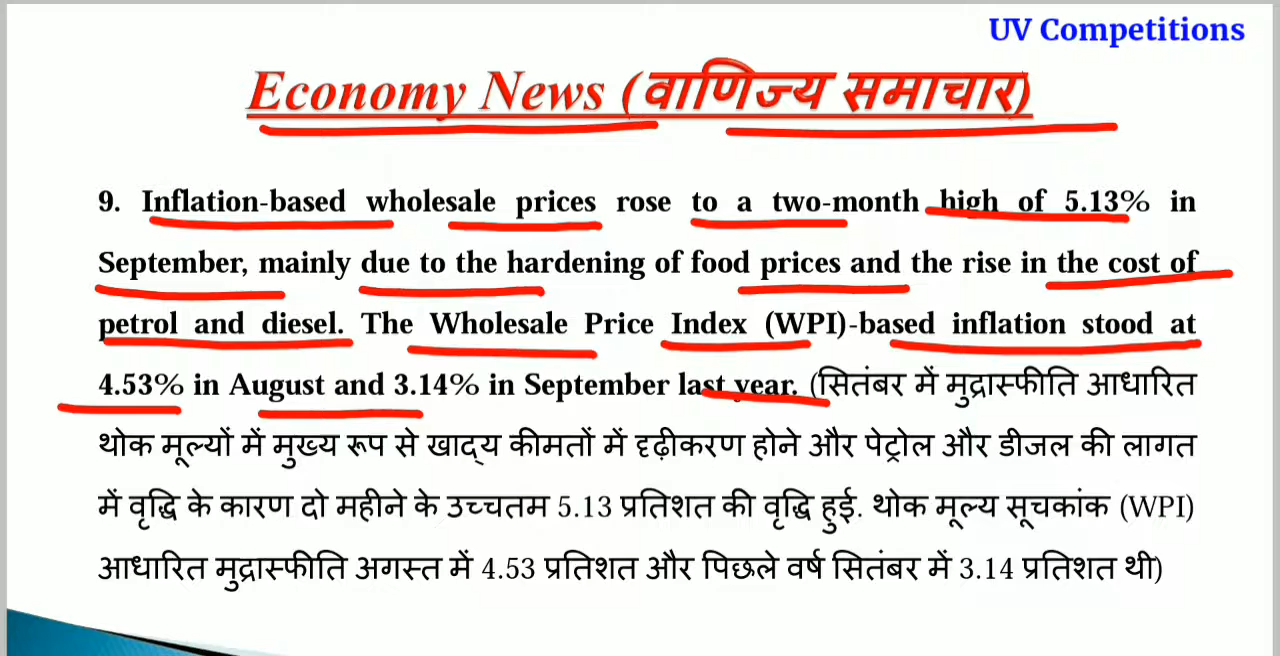 UV Competitions
Economy News (वाणिज्य समाचार)
9. Inflation-based wholesale prices rose to a two-month high of 5.13% in
September, mainly due to the hardening of food prices and the rise in the cost of
petrol and diesel. The Wholesale Price Index (WPI)-based inflation stood at
4.53% in August and 3.14% in September last year. (सितंबर में मुद्रास्फीति आधारित
थोक मूल्यों में मुख्य रूप से खाद्य कीमतों में दृढ़ीकरण होने और पेट्रोल और डीजल की लागत
में वृद्धि के कारण दो महीने के उच्चतम 5.13 प्रतिशत की वृद्धि हुई. थोक मूल्य सूचकांक (WPI)
आधारित मुद्रास्फीति अगस्त में 4.53 प्रतिशत और पिछले वर्ष सितंबर में 3.14 प्रतिशत थी)